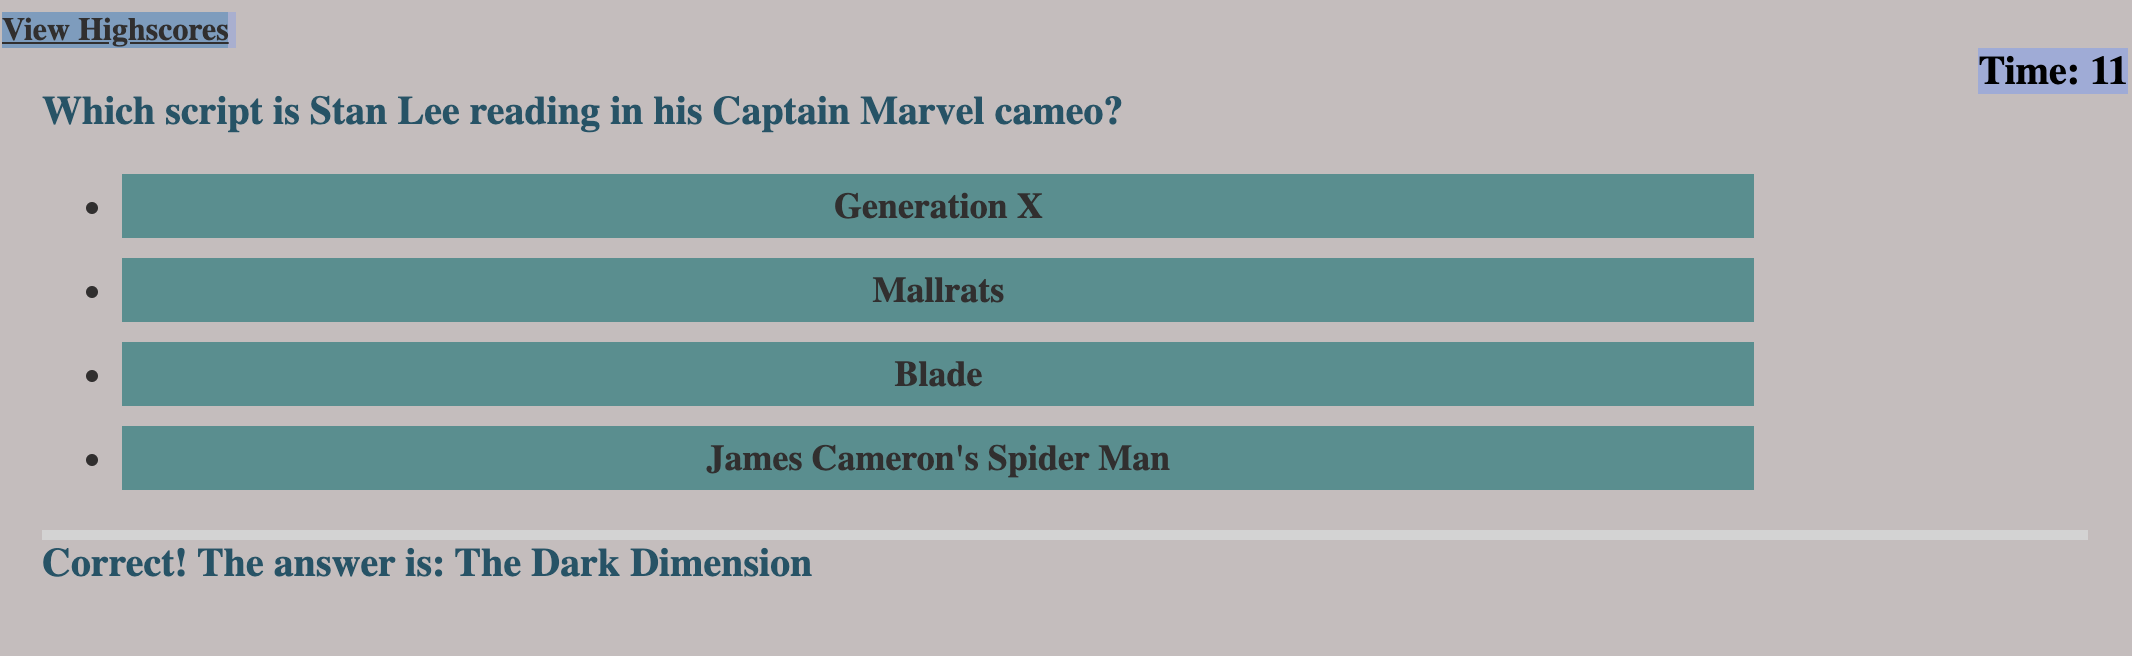 View Highscores
Time: 11
Which script is Stan Lee reading in his Captain Marvel cameo?
Generation X
Mallrats
Blade
James Cameron's Spider Man
Correct! The answer is: The Dark Dimension